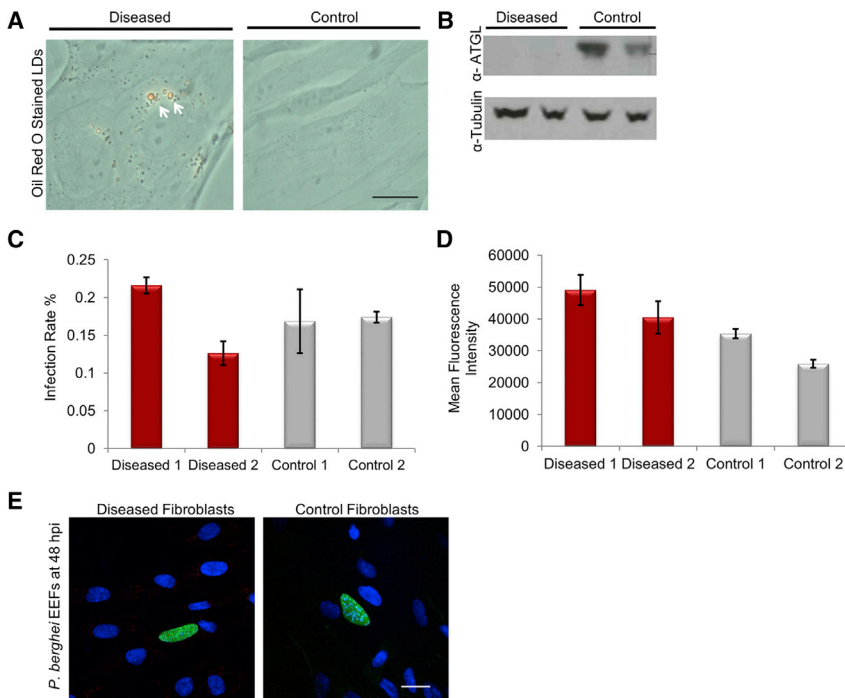 A
Diseased
Control
Oil Red O Stained LDs
B
Diseased
Control
α- ATGL
α-Tubulin
C
Infection Rate %
0.25
0.2
0.15
0.1
0.05
0
Diseased 1
Diseased 2
Control 1
Control 2
D
Mean Fluorescence
Intensity
60000
50000
40000
30000
20000
10000
0
Diseased 1
Diseased 2
Control 1
Control 2
E
Diseased Fibroblasts
Control Fibroblasts
P. berghei EEFs at 48 hpi